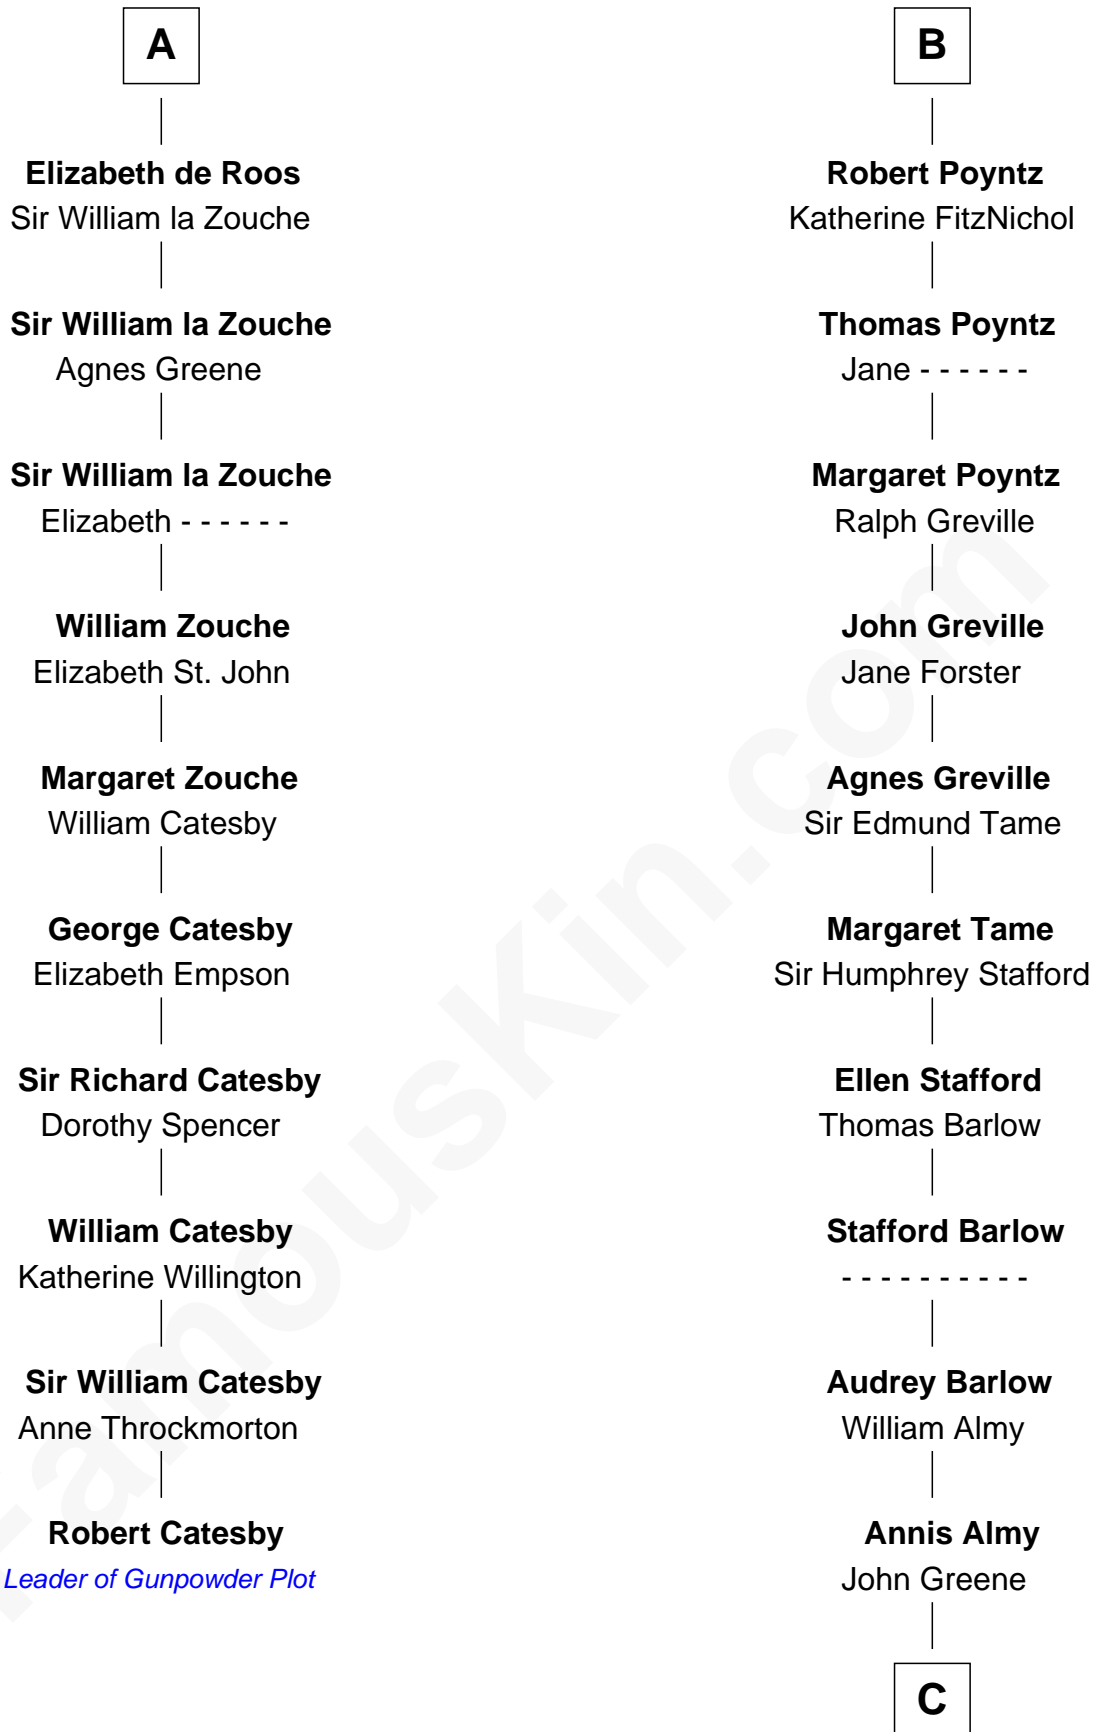 A
Elizabeth de Roos
Sir William la Zouche
Sir William la Zouche
Agnes Greene
Sir William la Zouche
Elizabeth - - - - - -
William Zouche
Elizabeth St. John
Margaret Zouche
William Catesby
George Catesby
Elizabeth Empson
Sir Richard Catesby
Dorothy Spencer
William Catesby
Katherine Willington
Sir William Catesby
Anne Throckmorton
Robert Catesby
Leader of Gunpowder Plot
B
Robert Poyntz
Katherine FitzNichol
Thomas Poyntz
Jane - - - - - -
Margaret Poyntz
Ralph Greville
John Greville
Jane Forster
Agnes Greville
Sir Edmund Tame
Margaret Tame
Sir Humphrey Stafford
Ellen Stafford
Thomas Barlow
Stafford Barlow
- - - - - - - - - -
Audrey Barlow
William Almy
Annis Almy
John Greene
C
FamousKin.com